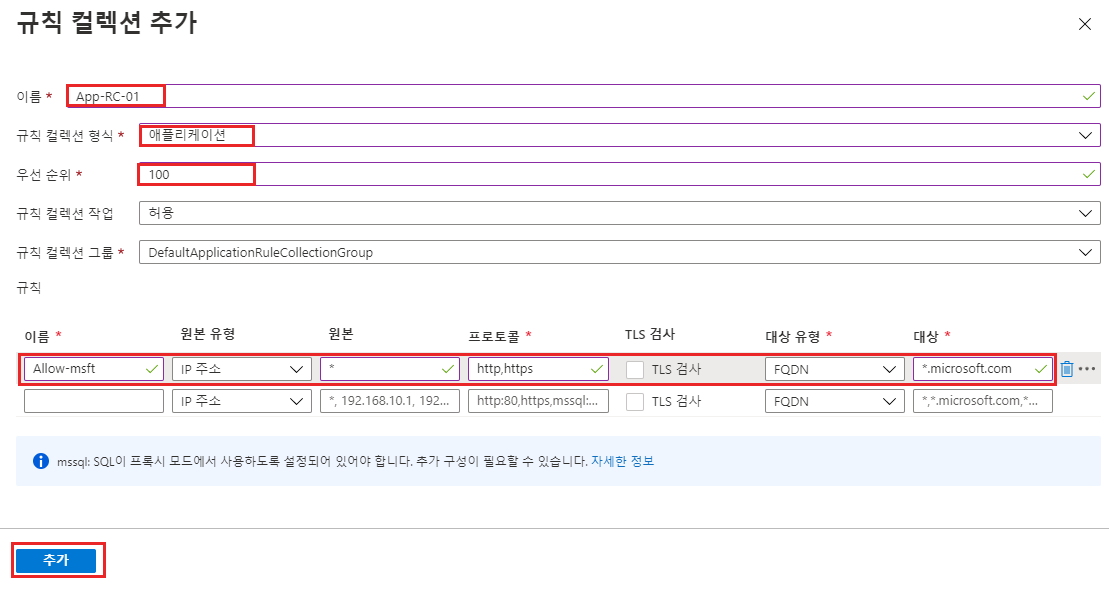 규칙 컬렉션 추가
이름 * App-RC-01
규칙 컬렉션 형식 * 애플리케이션
우선 순위 * 100
규칙 컬렉션 작업 허용
규칙 컬렉션 그룹 * DefaultApplicationRuleCollectionGroup
규칙
이름 * 원본 유형 원본 프로토콜 * TLS 검사 대상 유형 * 대상 *
Allow-msft IP 주소 * http,https TLS 검사 FQDN *.microsoft.com
IP 주소 *, 192.168.10.1, 192... http:80,https,mssql:... TLS 검사 FQDN *,*.microsoft.com,*...
mssql: SQL이 프록시 모드에서 사용하도록 설정되어 있어야 합니다. 추가 구성이 필요할 수 있습니다. 자세한 정보
추가